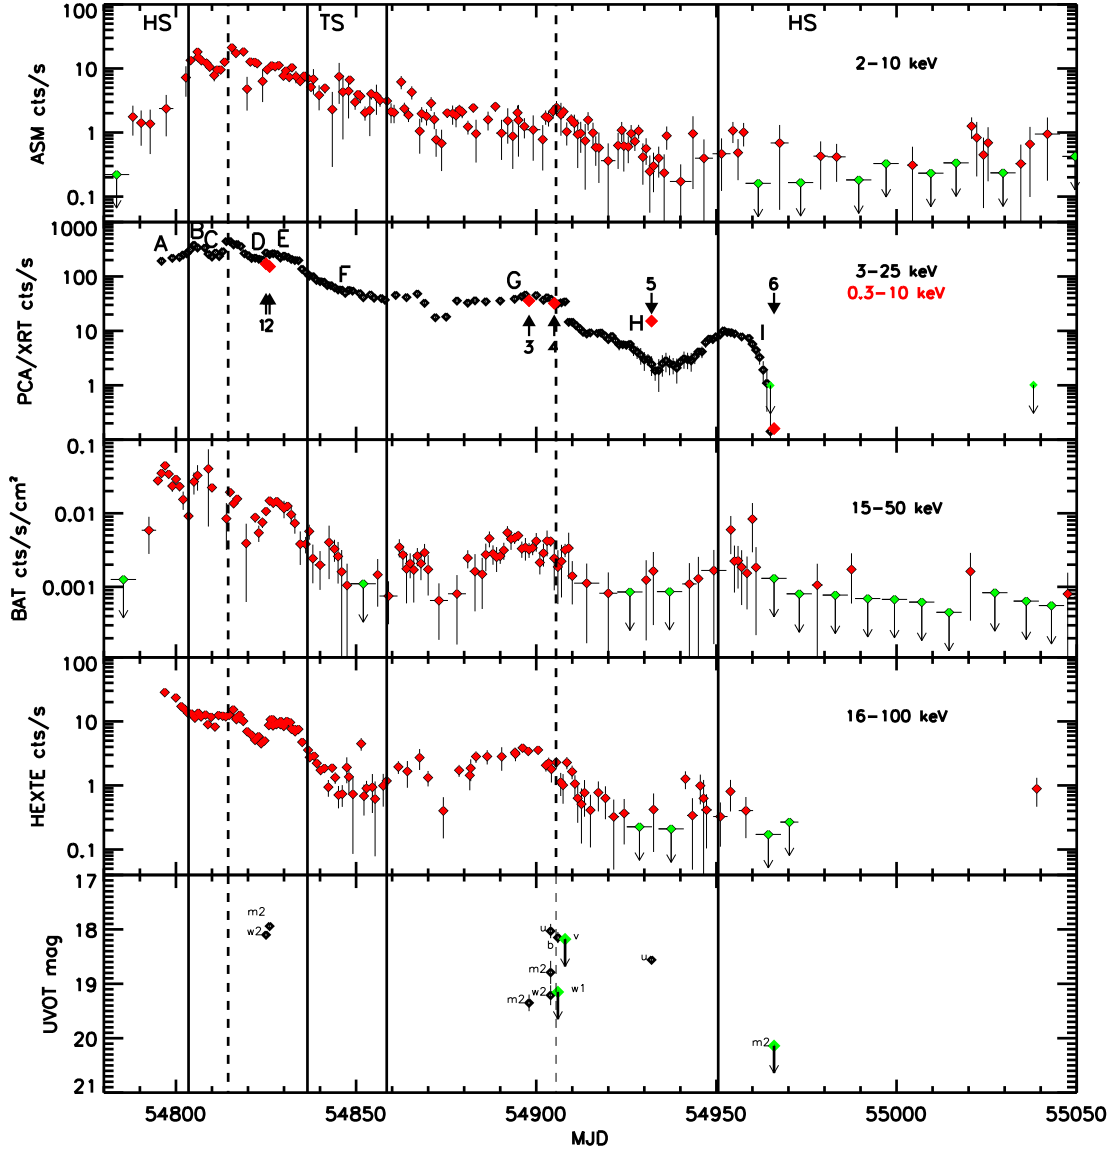 HS TS HS
100
10
1
0.1
ASM cts/s
2-10 keV
1000
100
10
1
PCA/XRT cts/s
A B C D E F G H I
12 3 4 5 6
3-25 keV
0.3-10 keV
0.1
0.01
0.001
BAT cts/s/cm²
15-50 keV
100
10
1
0.1
HEXTE cts/s
16-100 keV
17
18
19
20
21
UVOT mag
m2
w2
u
b
v
m2
w2
w1
m2
u
m2
54800 54850 54900 54950 55000 55050
MJD